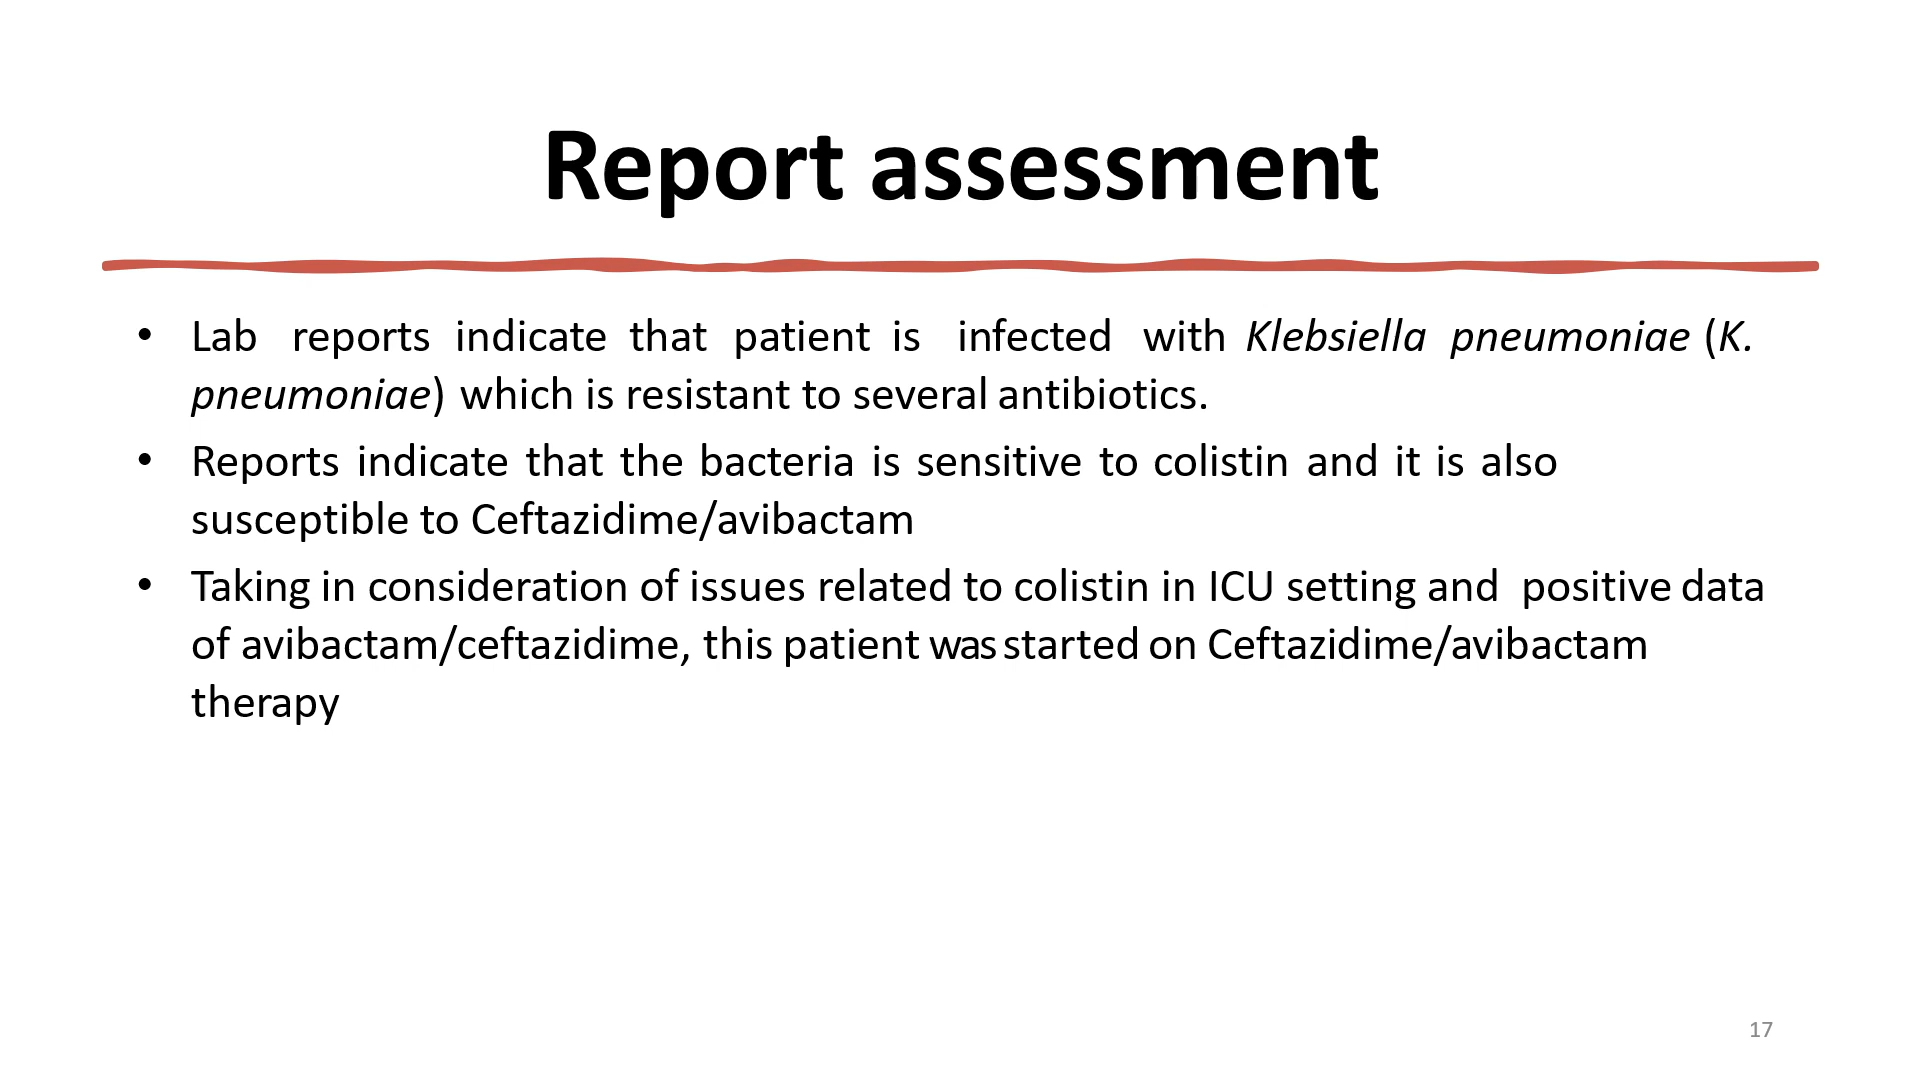 Report assessment
• Lab reports indicate that patient is infected with Klebsiella pneumoniae (K.
pneumoniae) which is resistant to several antibiotics.
• Reports indicate that the bacteria is sensitive to colistin and it is also
susceptible to Ceftazidime/avibactam
• Taking in consideration of issues related to colistin in ICU setting and positive data
of avibactam/ceftazidime, this patient was started on Ceftazidime/avibactam
therapy
17